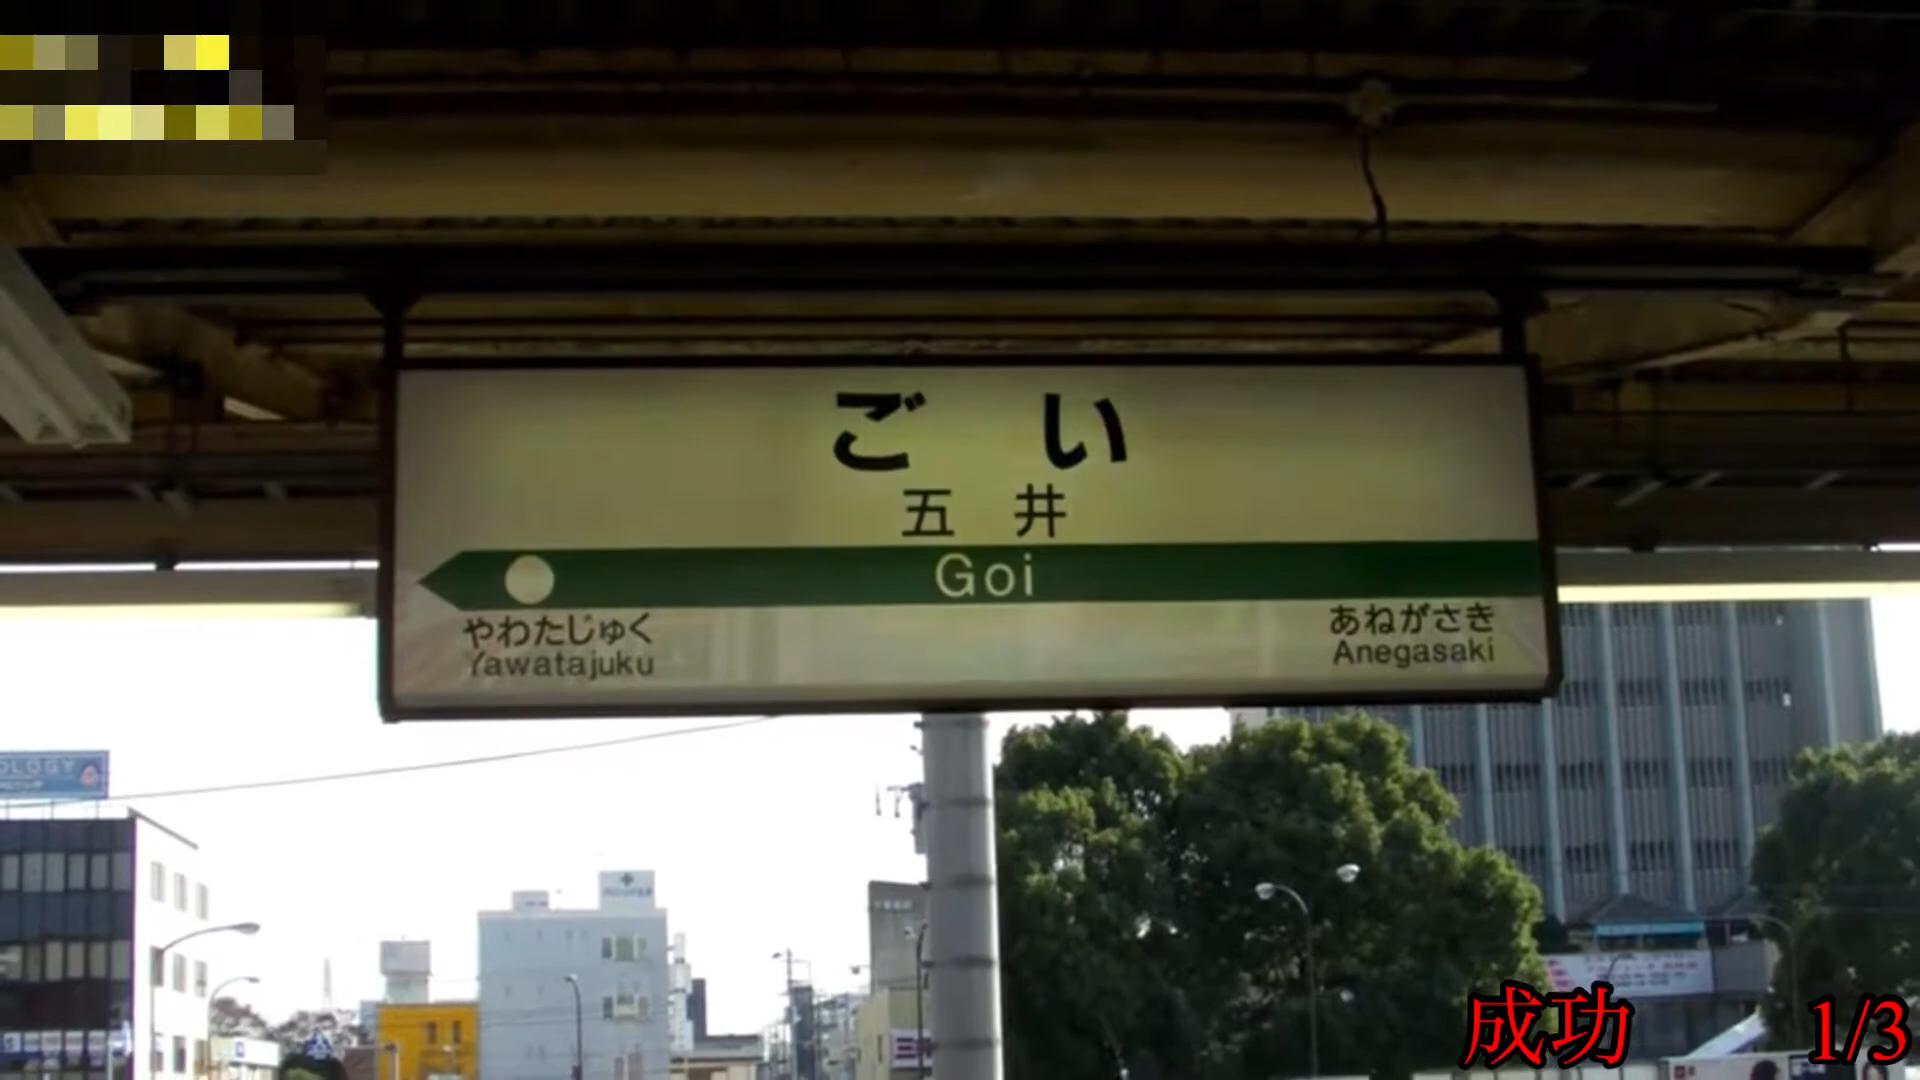 ごい
五井
Goi
やわたじゅく
Yawatajuku
あねがさき
Anegasaki
OLOGY
成功 1/3